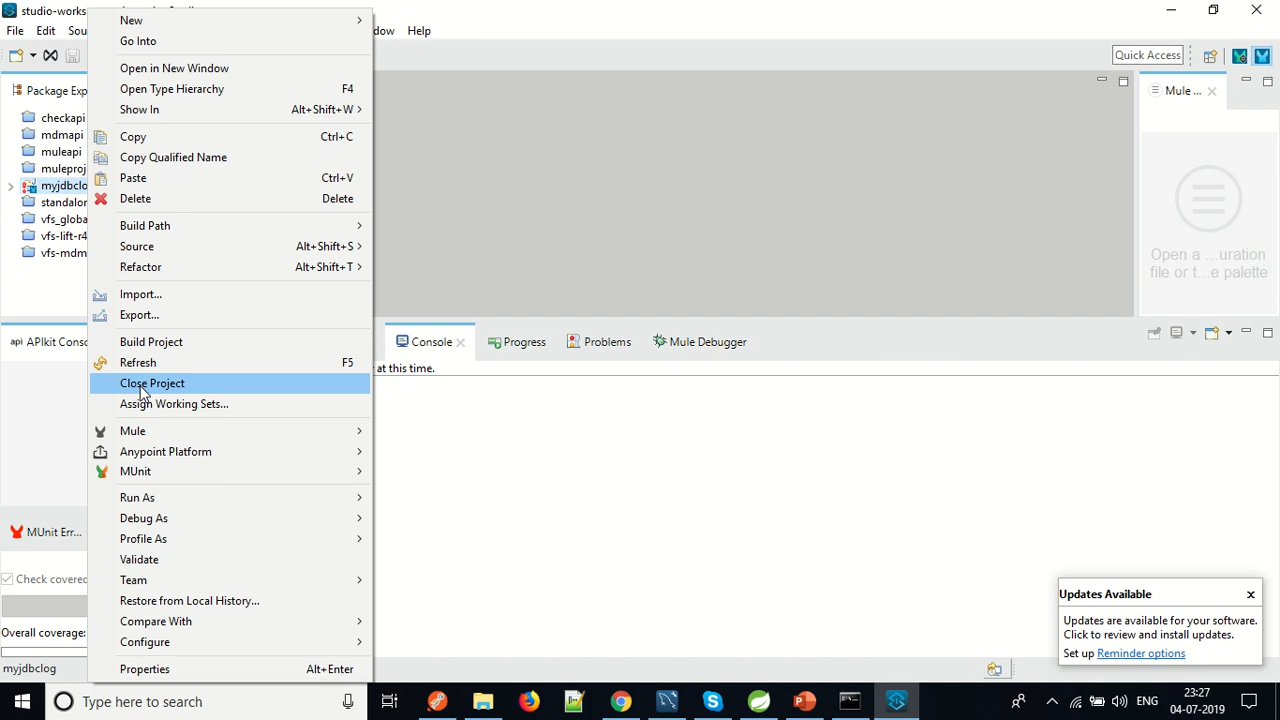 studio-works
File Edit Sou dow Help
Quick Access
Package Exp
checkapi
mdmapi
muleapi
muleproj
myjdbclo
standalor
vfs_globa
vfs-lift-r4
vfs-mdm
New
Go Into
Open in New Window
Open Type Hierarchy F4
Show In Alt+Shift+W
Copy Ctrl+C
Copy Qualified Name
Paste Ctrl+V
Delete Delete
Build Path
Source Alt+Shift+S
Refactor Alt+Shift+T
Import...
Export...
Build Project
Refresh F5
Close Project
Assign Working Sets...
Mule
Anypoint Platform
MUnit
Run As
Debug As
Profile As
Validate
Team
Restore from Local History...
Compare With
Configure
Properties Alt+Enter
Mule ...
Open a ...uration
file or t...e palette
api APIkit Consc
Console Progress Problems Mule Debugger
at this time.
MUnit Err...
Check covered
Overall coverage:
myjdbclog
Updates Available
Updates are available for your software.
Click to review and install updates.
Set up Reminder options
Type here to search
ENG
23:27
04-07-2019